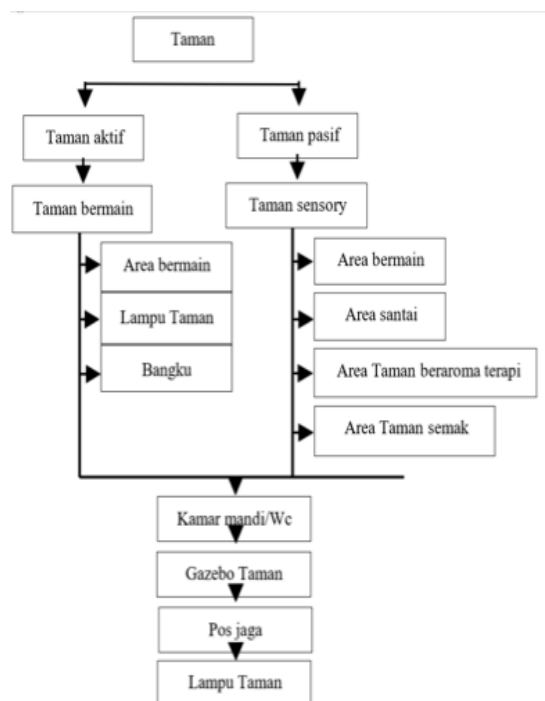 Taman
Taman aktif
Taman pasif
Taman bermain
Taman sensory
Area bermain
Lampu Taman
Bangku
Area bermain
Area santai
Area Taman beraroma terapi
Area Taman semak
Kamar mandi/Wc
Gazebo Taman
Pos jaga
Lampu Taman